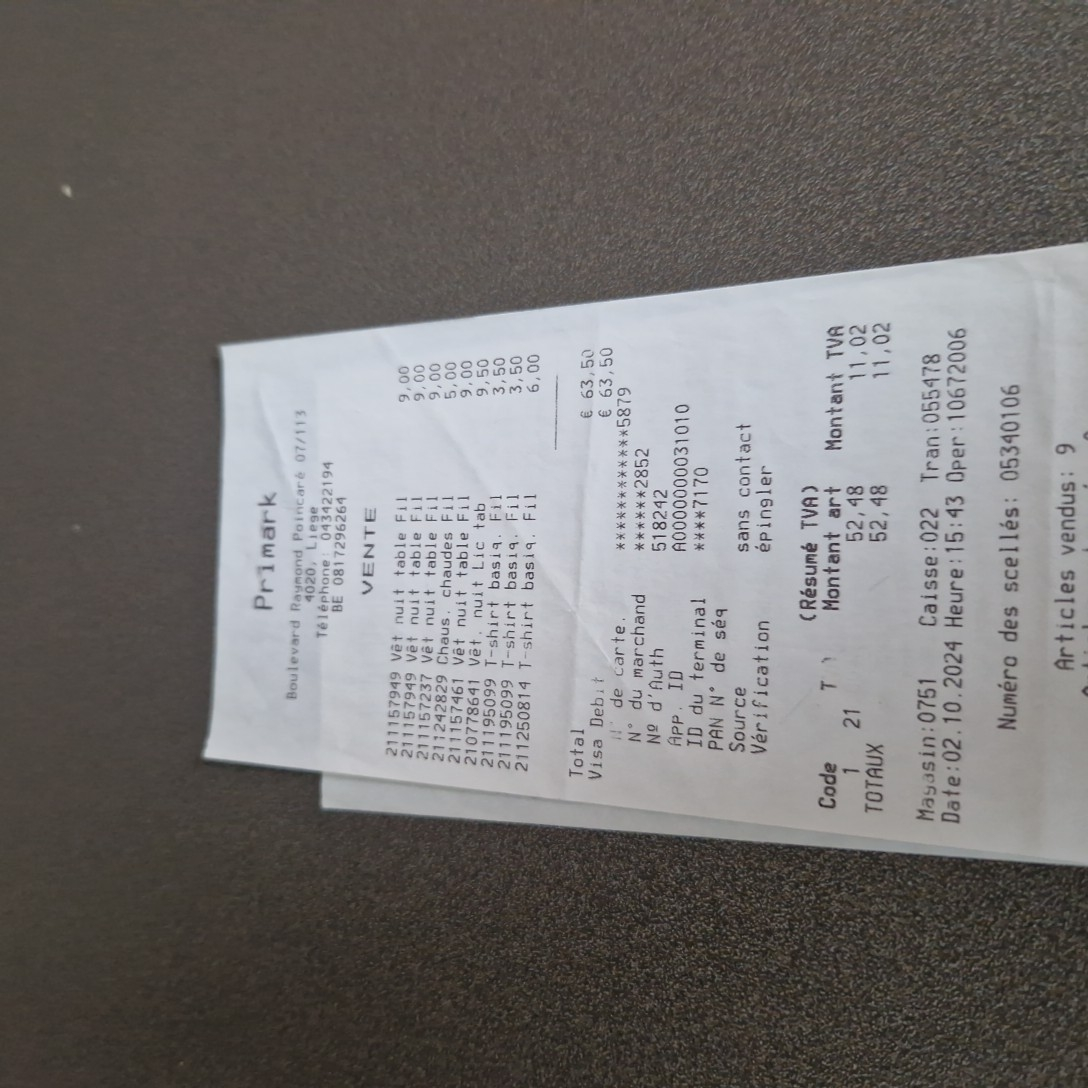 Primark
Boulevard Raymond Poincaré 07/113
4020, Liege
Téléphone: 043422194
BE 0817296264
VENTE
211157949 Vêt nuit table Fil 9,00
211157949 Vêt nuit table Fil 9,00
211157237 Vêt nuit table Fil 9,00
211242829 Chaus. chaudes Fil 5,00
211157461 Vêt nuit table Fil 9,00
210778641 Vêt. nuit Lic tab 9,50
211195099 T-shirt basiq. Fil 3,50
211195099 T-shirt basiq. Fil 3,50
211250814 T-shirt basiq. Fil 6,00
Total € 63,50
Visa Debit € 63,50
N° de carte. ************5879
N° du marchand ******2852
Nº d'Auth 518242
App. ID A0000000031010
ID du terminal ****7170
PAN N° de séq
Source sans contact
Vérification épingler
(Résumé TVA)
Code Montant art Montant TVA
1 21 52,48 11,02
TOTAUX 52,48 11,02
Magasin:0751 Caisse:022 Tran:055478
Date:02.10.2024 Heure:15:43 Oper:10672006
Numéro des scellés: 05340106
Articles vendus: 9